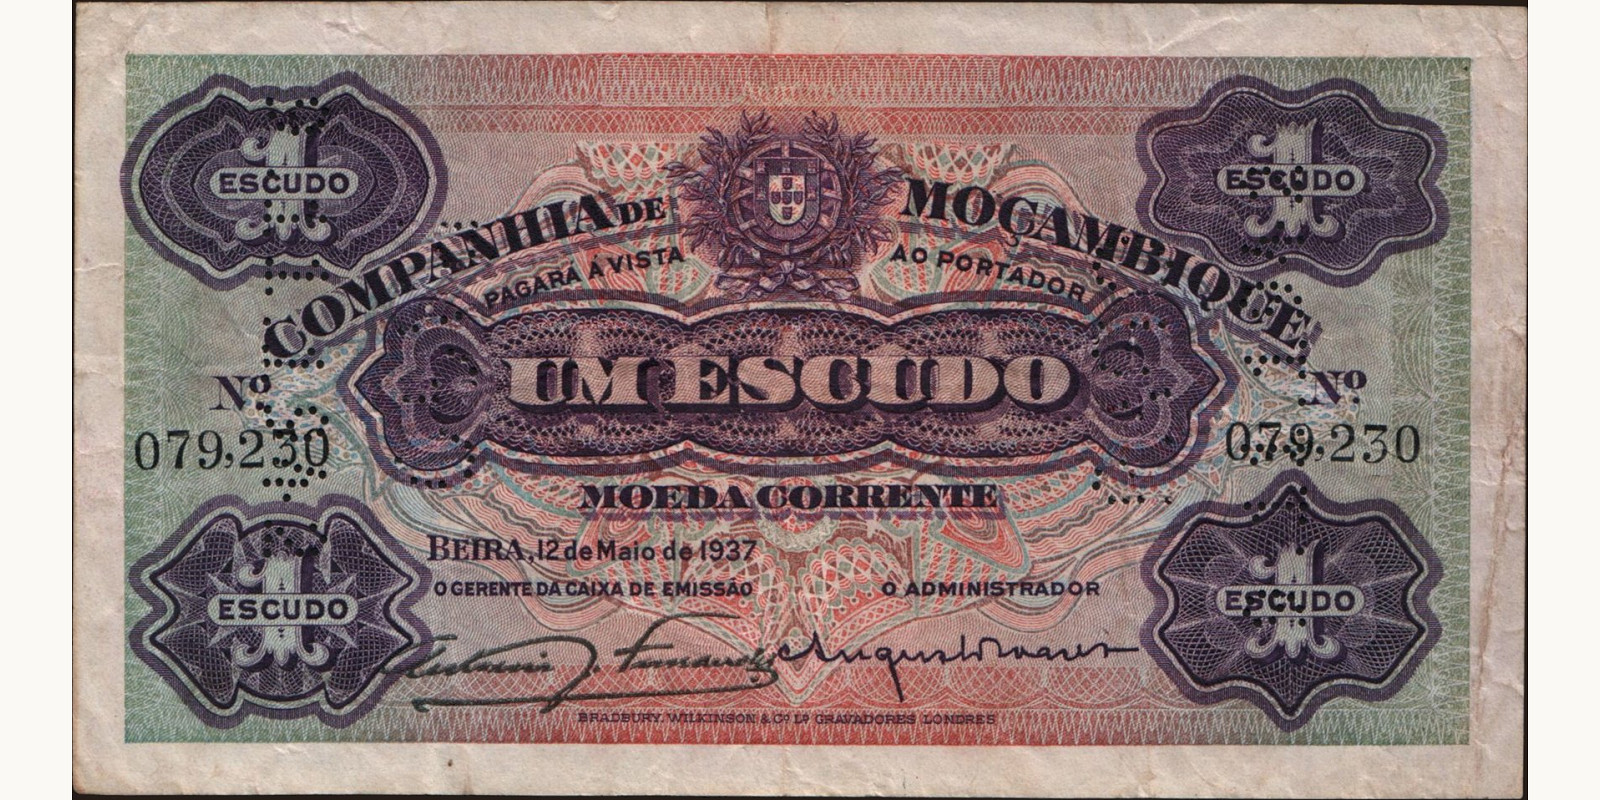 1 ESCUDO
1 ESCUDO
COMPANHIA DE MOÇAMBIQUE
PAGARÁ Á VISTA AO PORTADOR
UM ESCUDO
Nº 079,230
Nº 079,230
MOEDA CORRENTE
BEIRA, 12 de Maio de 1937
O GERENTE DA CAIXA DE EMISSÃO
O ADMINISTRADOR
1 ESCUDO
1 ESCUDO
BRADBURY, WILKINSON & Cº Lᴅ GRAVADORES LONDRES